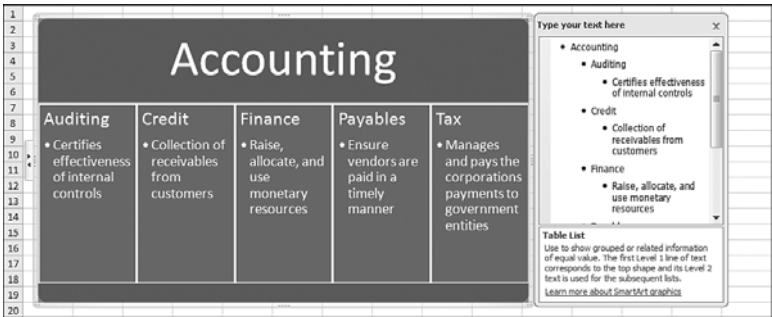 1
2
3
4
5
6
7
8
9
10
11
12
13
14
15
16
17
18
19
20
Accounting
Auditing
• Certifies
effectiveness
of internal
controls
Credit
• Collection of
receivables
from
customers
Finance
• Raise,
allocate, and
use
monetary
resources
Payables
• Ensure
vendors are
paid in a
timely
manner
Tax
• Manages
and pays the
corporations
payments to
government
entities
Type your text here
x
• Accounting
• Auditing
• Certifies effectiveness
of internal controls
• Credit
• Collection of
receivables from
customers
• Finance
• Raise, allocate, and
use monetary
resources
Table List
Use to show grouped or related information
of equal value. The first Level 1 line of text
corresponds to the top shape and its Level 2
text is used for the subsequent lists.
Learn more about SmartArt graphics